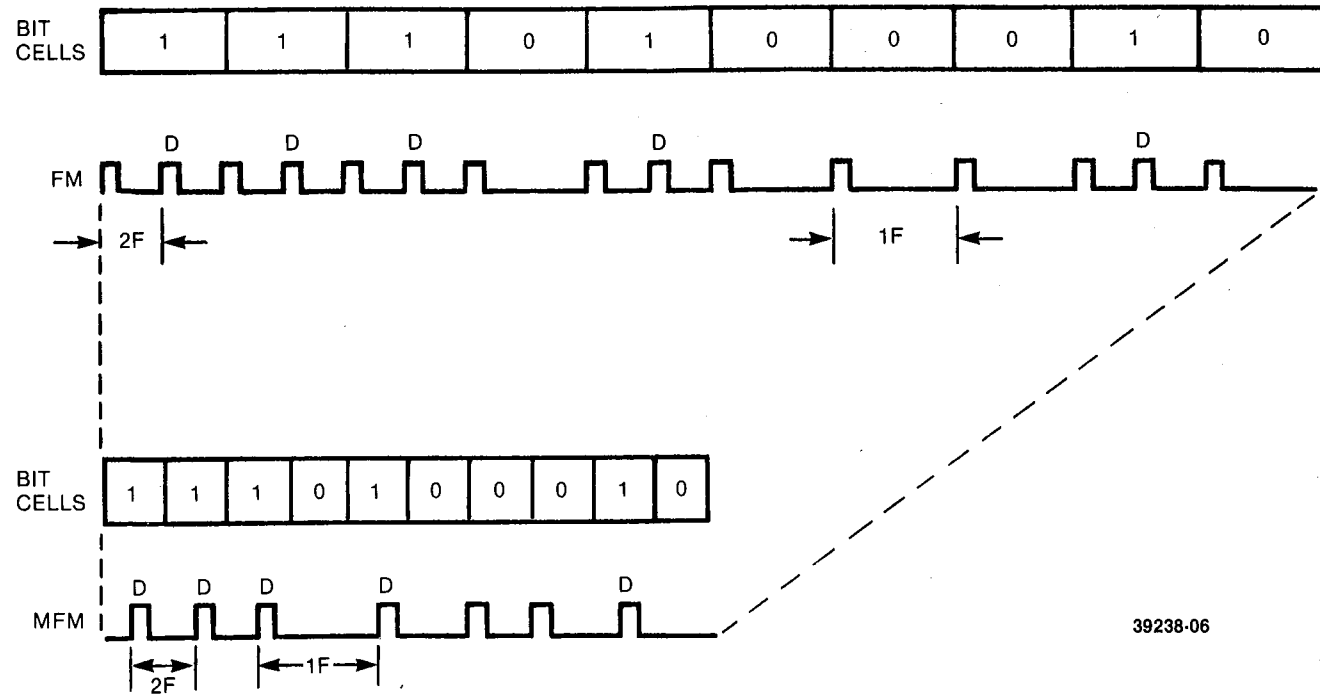 BIT CELLS 1 1 1 0 1 0 0 0 1 0
D D D D D
FM
2F 1F
BIT CELLS 1 1 1 0 1 0 0 0 1 0
D D D D D
MFM
39238-06
1F
2F